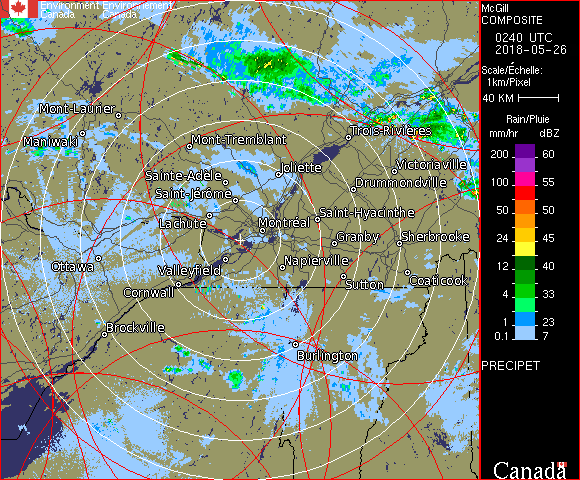 Environment Environnement
Canada Canada
McGill
COMPOSITE
0240 UTC
2018-05-26
Scale/Échelle:
1km/Pixel
40 KM
Rain/Pluie
mm/hr dBZ
200 60
100 55
50 50
24 45
12 40
4 33
1 23
0.1 7
PRECIPET
Canada
Mont-Laurier
Maniwaki
Mont-Tremblant
Trois-Rivières
Sainte-Adèle
Joliette
Victoriaville
Saint-Jérôme
Drummondville
Lachute
Montréal
Saint-Hyacinthe
Granby
Sherbrooke
Ottawa
Valleyfield
Napierville
Cornwall
Sutton
Coaticook
Brockville
Burlington